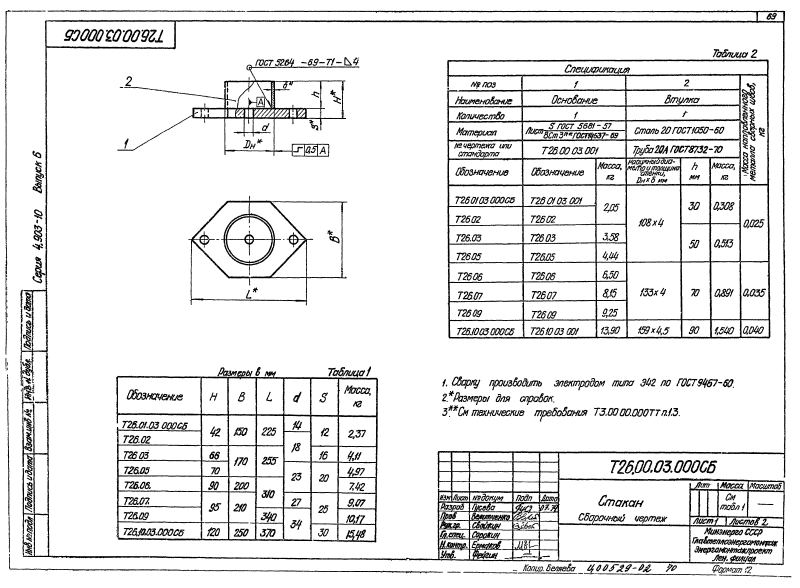 69
Т26.00.03.000СБ
Серия 4.903-10 Выпуск 6
ГОСТ 5264-69-Т1-◺4
2
1
A
d
h
H*
S*
Dн*
0,5 A
B*
L*
Таблица 2
Спецификация
№ поз 1 2
Масса направленного металла сварных швов, кг
Наименование Основание Втулка
Количество 1 1
Материал Лист 5 ГОСТ 5681-57 / ВСт3** ГОСТ 14637-69 Сталь 20 ГОСТ 1050-60
№ чертежа или стандарта Т26.00.03.001 Труба 20А ГОСТ 8732-70
Обозначение Обозначение Масса, кг наружный диаметр и толщина стенки, Dн×δ мм h мм масса, кг
Т26.01.03.000СБ Т26.01.03.001 2,05 108×4 30 0,308 0,025
Т26.02 Т26.02
Т26.03 Т26.03 3,58 50 0,513
Т26.05 Т26.05 4,44
Т26.06 Т26.06 6,50 133×4 70 0,891 0,035
Т26.07 Т26.07 8,15
Т26.09 Т26.09 9,25
Т26.10.03.000СБ Т26.10.03.001 13,90 159×4,5 90 1,540 0,040
Размеры в мм Таблица 1
Обозначение H B L d S Масса, кг
Т26.01.03.000СБ 42 150 225 14 12 2,37
Т26.02 18
Т26.03 66 170 255 16 4,11
Т26.05 70 23 20 4,97
Т26.06. 90 200 310 7,42
Т26.07. 95 210 27 25 9,07
Т26.09 340 34 10,17
Т26.10.03.000СБ 120 250 370 30 15,48
1. Сварку производить электродом типа Э42 по ГОСТ 9467-60.
2.*Размеры для справок.
3.**См технические требования Т3.00.00.000ТТ п.1.3.
Т26.00.03.000СБ
Стакан
Сборочный чертеж
Лит Масса Масштаб
См табл 1 —
Лист 1 Листов 2
Минэнерго СССР
Главтеплоэнергомонтаж
Энергомонтажпроект
Лен. филиал
Изм Лист № докум Подп Дата
Разраб Гусева
Пров
Рук.гр.
Гл.спец. Сорокин
Н.контр. Ермаков
Утв.
Инв.№ подл Подпись и дата Взам.инв № Инв.№ дубл. Подпись и дата
Копир. Беляева Ц00529-02 70 Формат 12